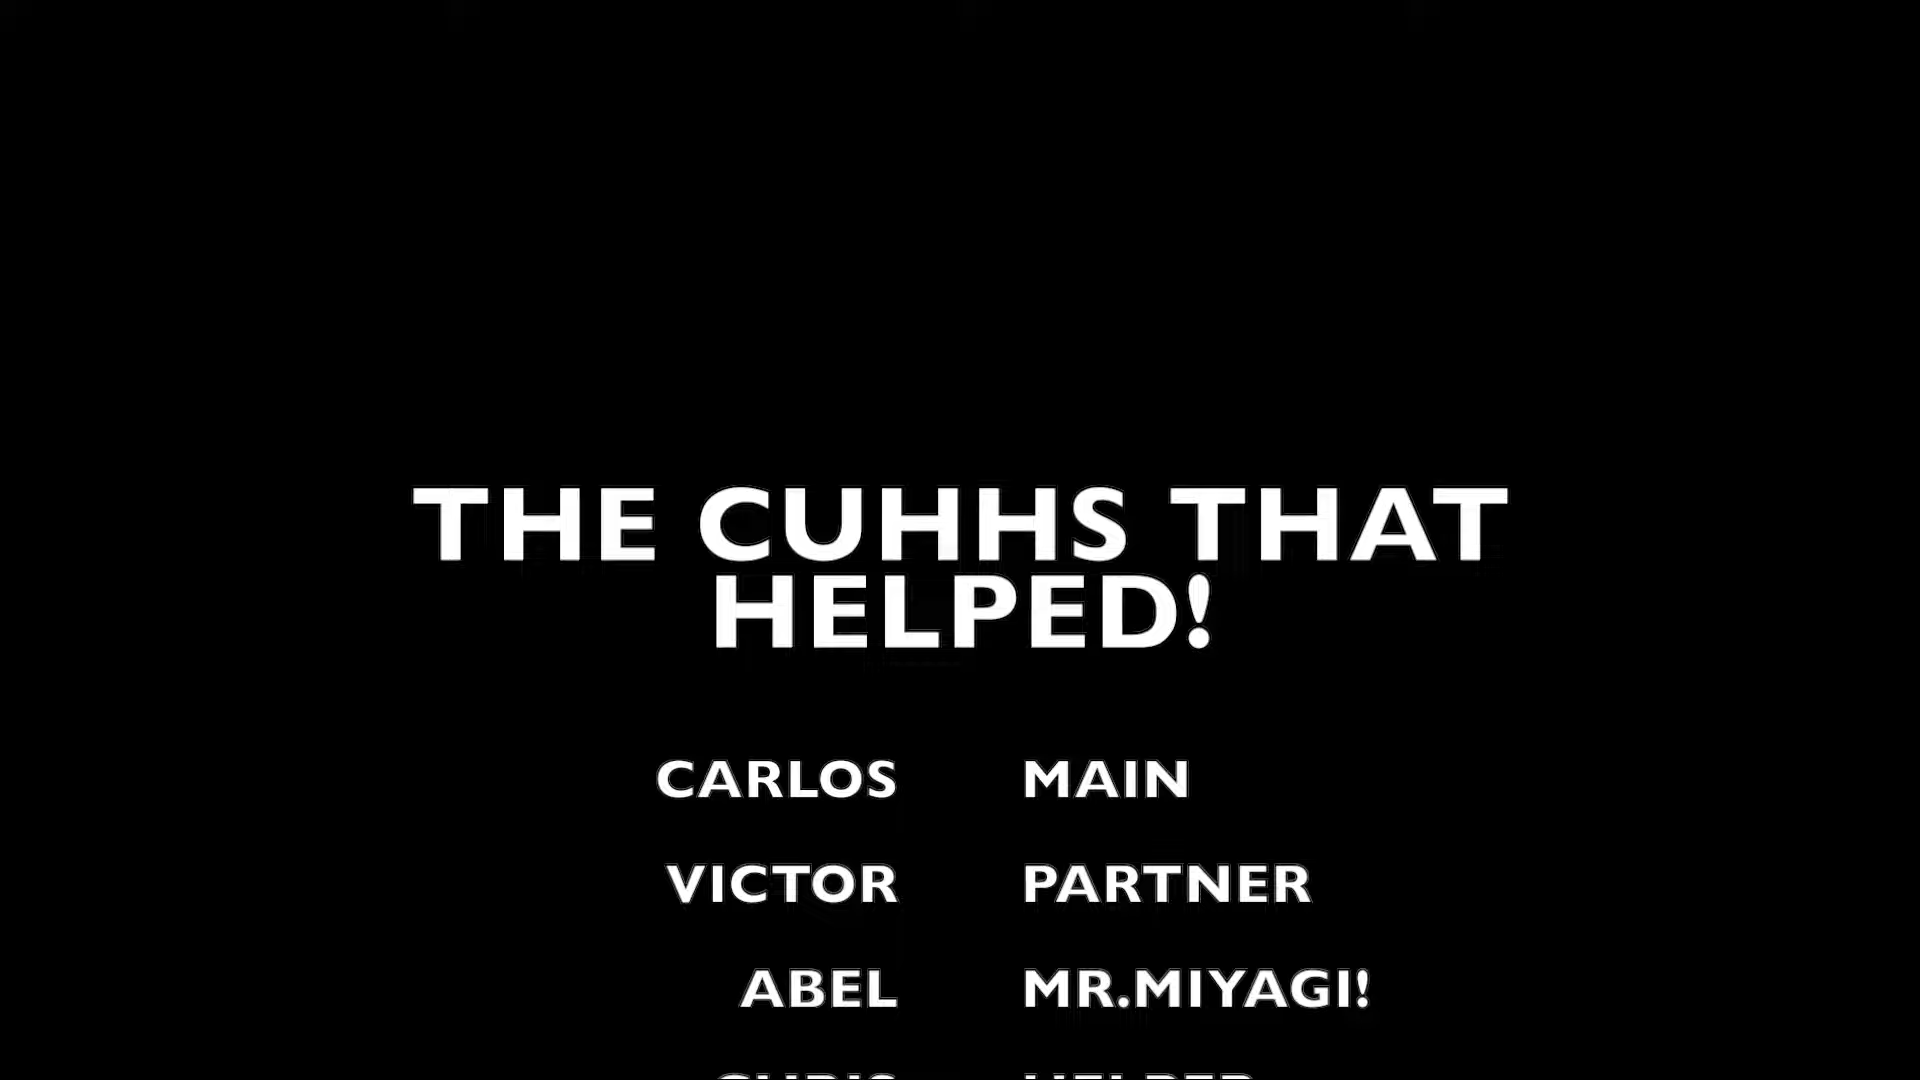 THE CUHHS THAT
HELPED!
CARLOS MAIN
VICTOR PARTNER
ABEL MR.MIYAGI!